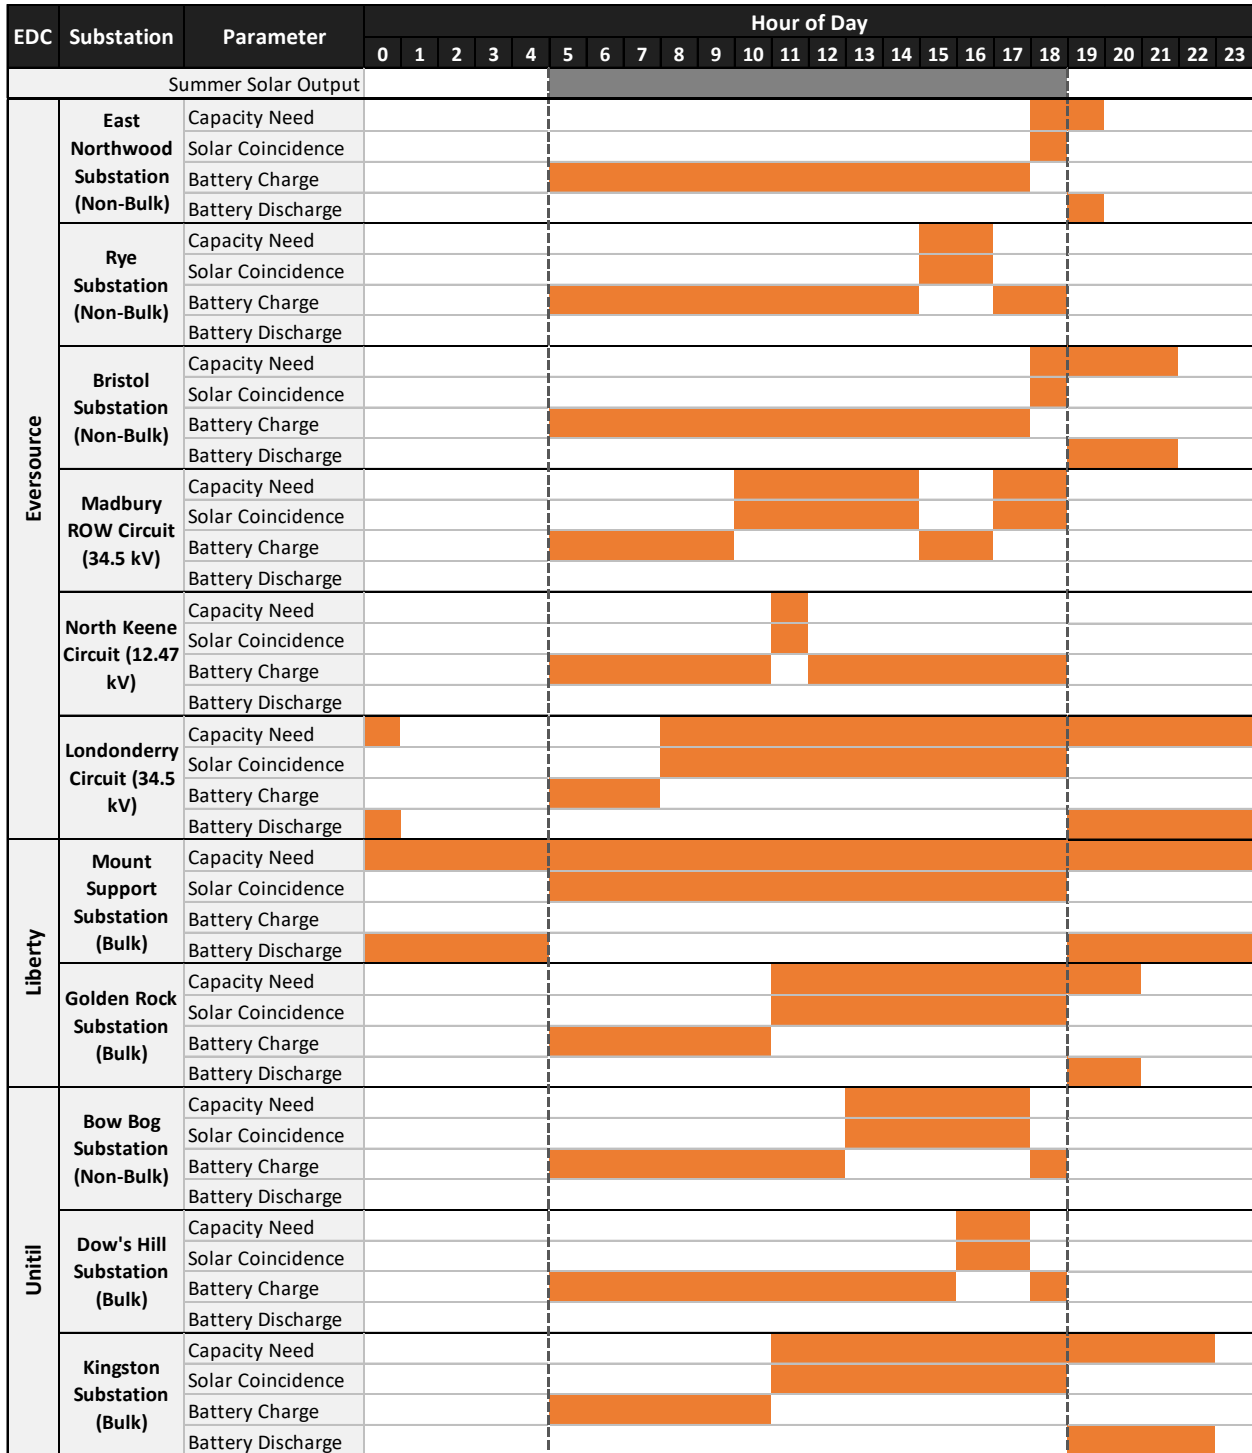 Hour of Day
EDC Substation Parameter
0 1 2 3 4 5 6 7 8 9 10 11 12 13 14 15 16 17 18 19 20 21 22 23
Summer Solar Output
Eversource
East
Northwood
Substation
(Non-Bulk)
Capacity Need
Solar Coincidence
Battery Charge
Battery Discharge
Rye
Substation
(Non-Bulk)
Capacity Need
Solar Coincidence
Battery Charge
Battery Discharge
Bristol
Substation
(Non-Bulk)
Capacity Need
Solar Coincidence
Battery Charge
Battery Discharge
Madbury
ROW Circuit
(34.5 kV)
Capacity Need
Solar Coincidence
Battery Charge
Battery Discharge
North Keene
Circuit (12.47
kV)
Capacity Need
Solar Coincidence
Battery Charge
Battery Discharge
Londonderry
Circuit (34.5
kV)
Capacity Need
Solar Coincidence
Battery Charge
Battery Discharge
Liberty
Mount
Support
Substation
(Bulk)
Capacity Need
Solar Coincidence
Battery Charge
Battery Discharge
Golden Rock
Substation
(Bulk)
Capacity Need
Solar Coincidence
Battery Charge
Battery Discharge
Unitil
Bow Bog
Substation
(Non-Bulk)
Capacity Need
Solar Coincidence
Battery Charge
Battery Discharge
Dow's Hill
Substation
(Bulk)
Capacity Need
Solar Coincidence
Battery Charge
Battery Discharge
Kingston
Substation
(Bulk)
Capacity Need
Solar Coincidence
Battery Charge
Battery Discharge